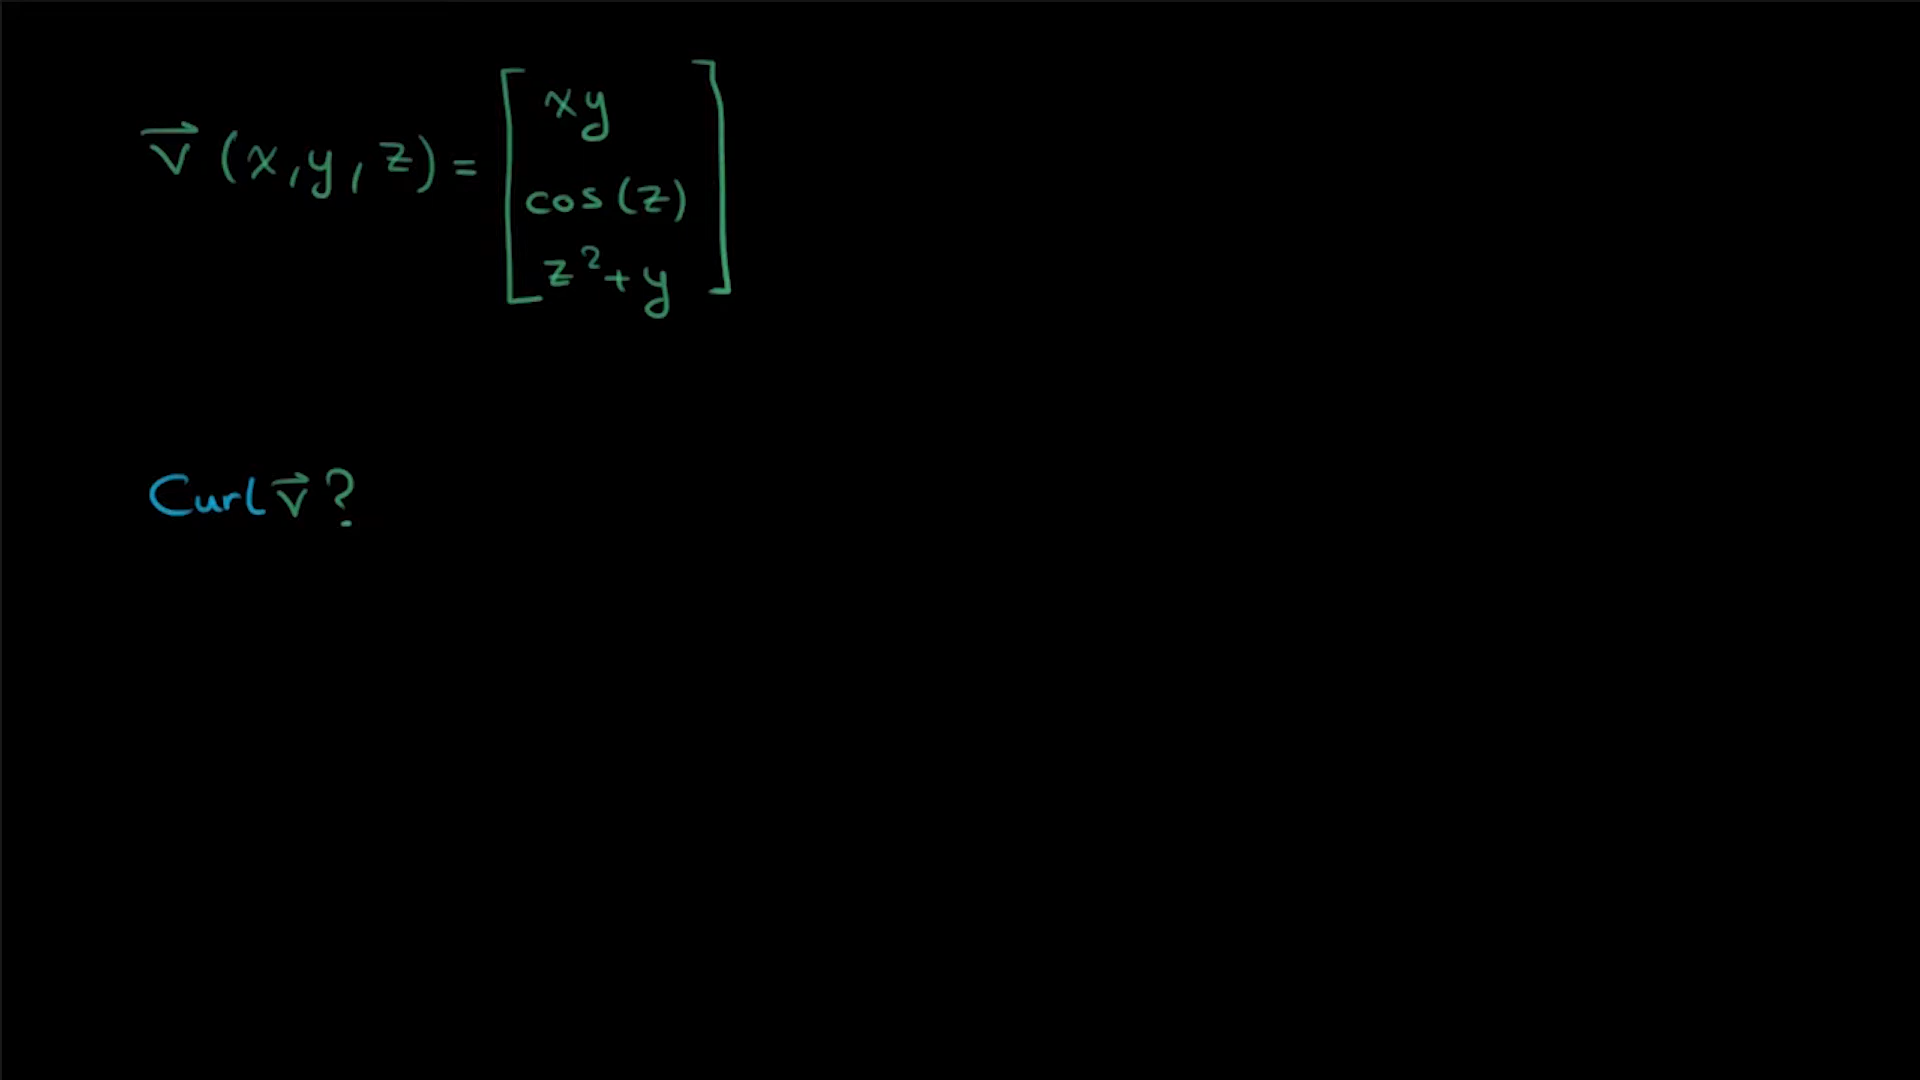 v⃗ (x, y, z) = [ xy
cos(z)
z²+y ]
Curl v⃗ ?